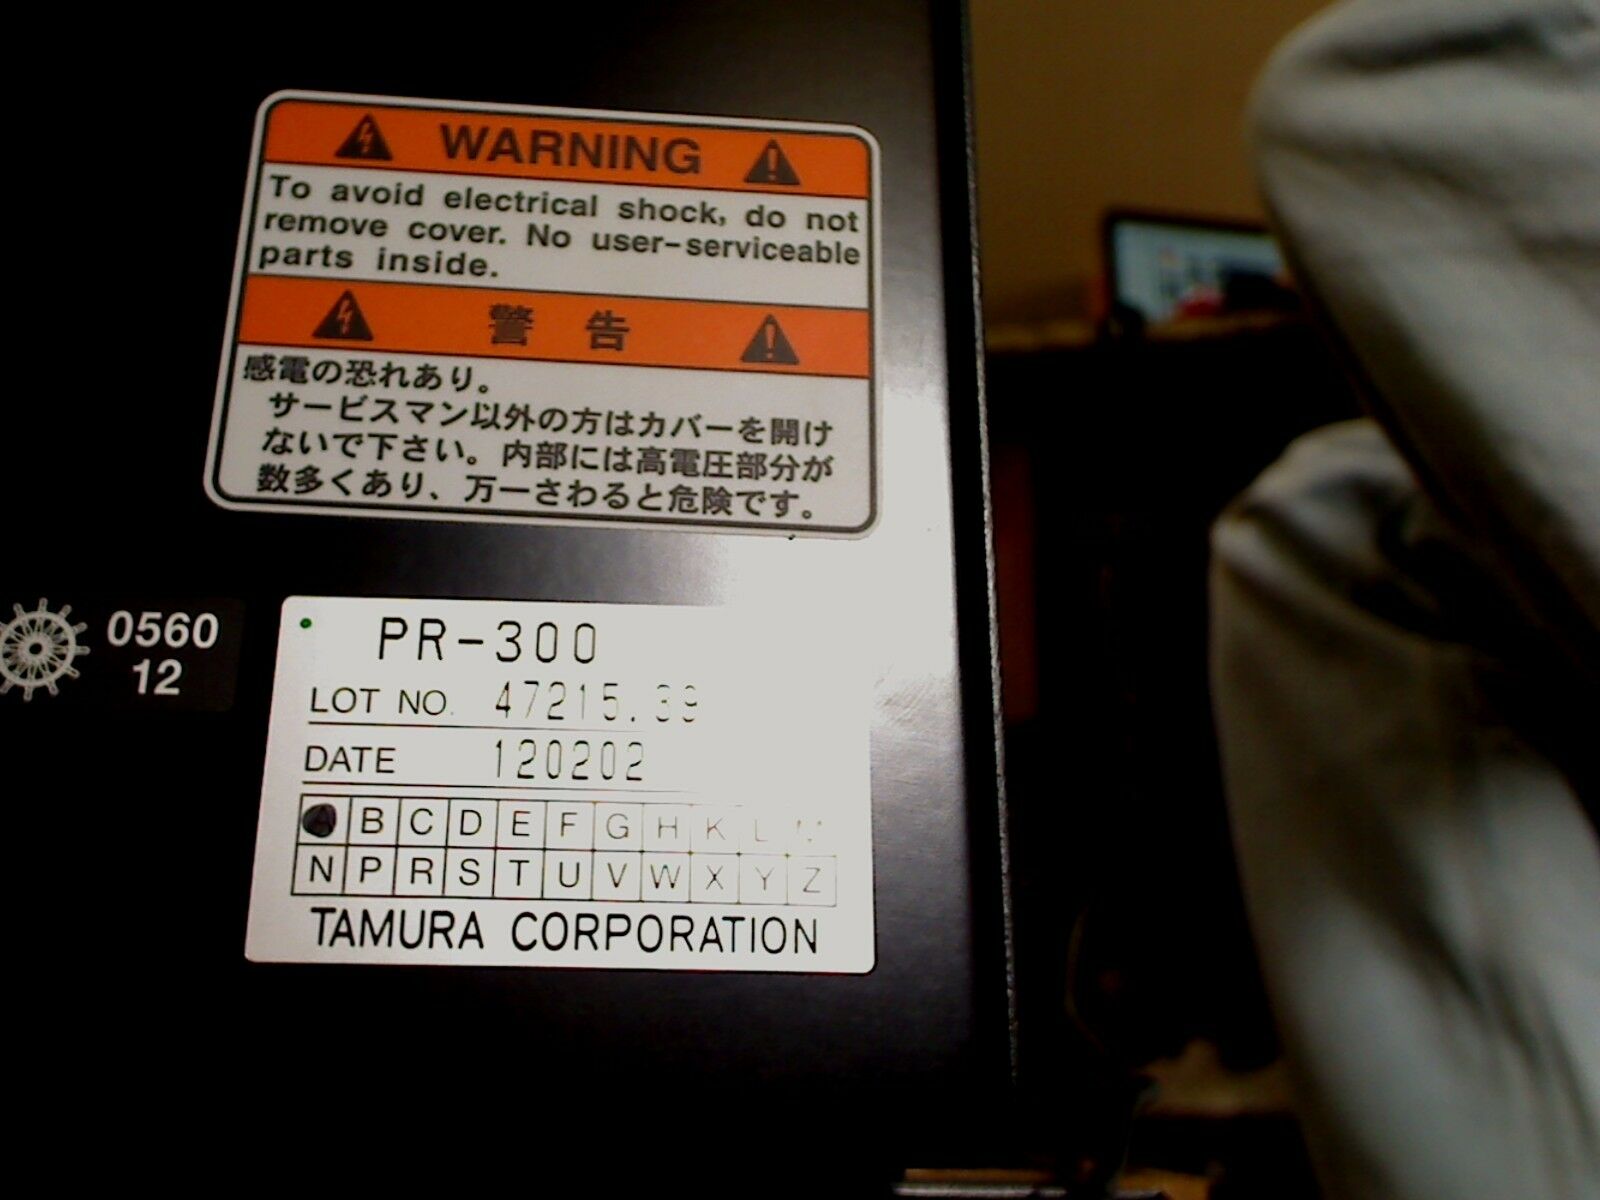 WARNING
To avoid electrical shock, do not
remove cover. No user-serviceable
parts inside.
警告
感電の恐れあり。
サービスマン以外の方はカバーを開け
ないで下さい。内部には高電圧部分が
数多くあり、万一さわると危険です。
0560
12
PR-300
LOT NO. 47215.39
DATE 120202
A B C D E F G H K L M
N P R S T U V W X Y Z
TAMURA CORPORATION